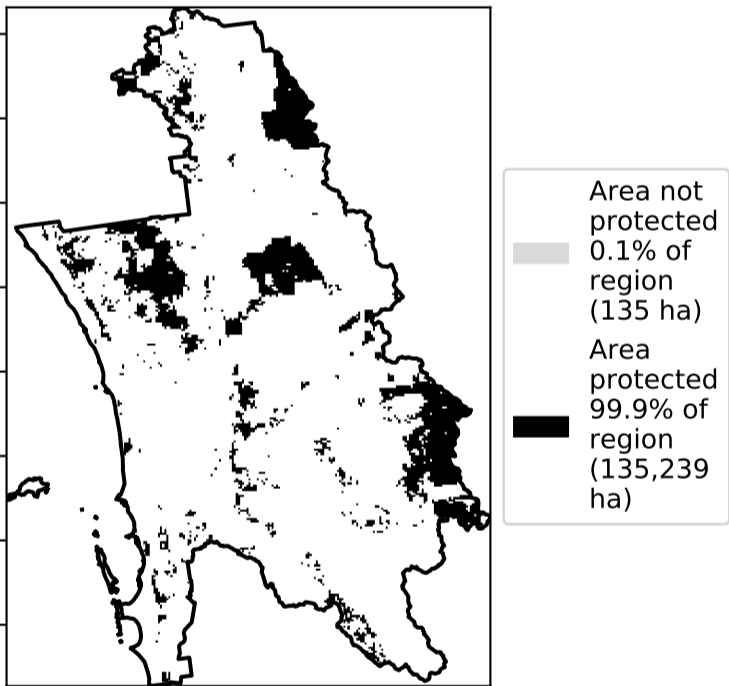 Area not
protected
0.1% of
region
(135 ha)
Area
protected
99.9% of
region
(135,239
ha)